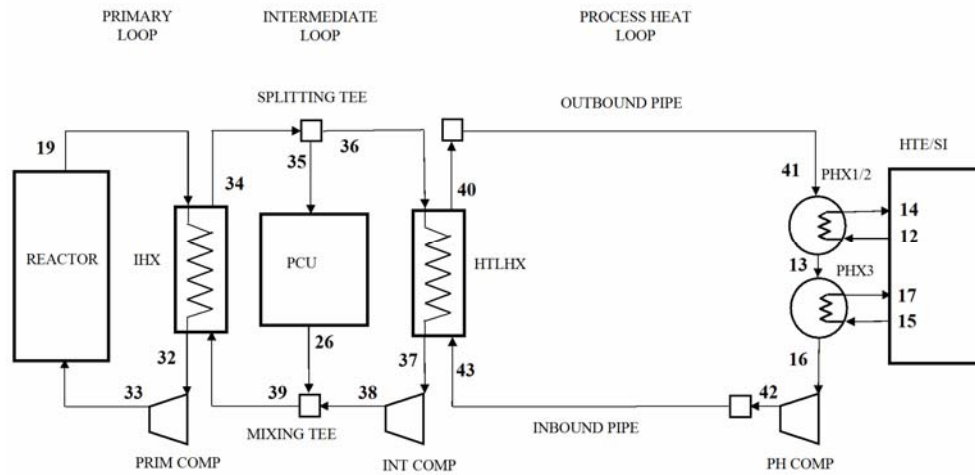 PRIMARY
LOOP
INTERMEDIATE
LOOP
PROCESS HEAT
LOOP
SPLITTING TEE
OUTBOUND PIPE
HTE/SI
19
34
35
36
40
41
PHX1/2
14
12
13
PHX3
17
15
16
REACTOR
IHX
PCU
HTLHX
32
26
37
43
33
39
38
42
MIXING TEE
INBOUND PIPE
PRIM COMP
INT COMP
PH COMP